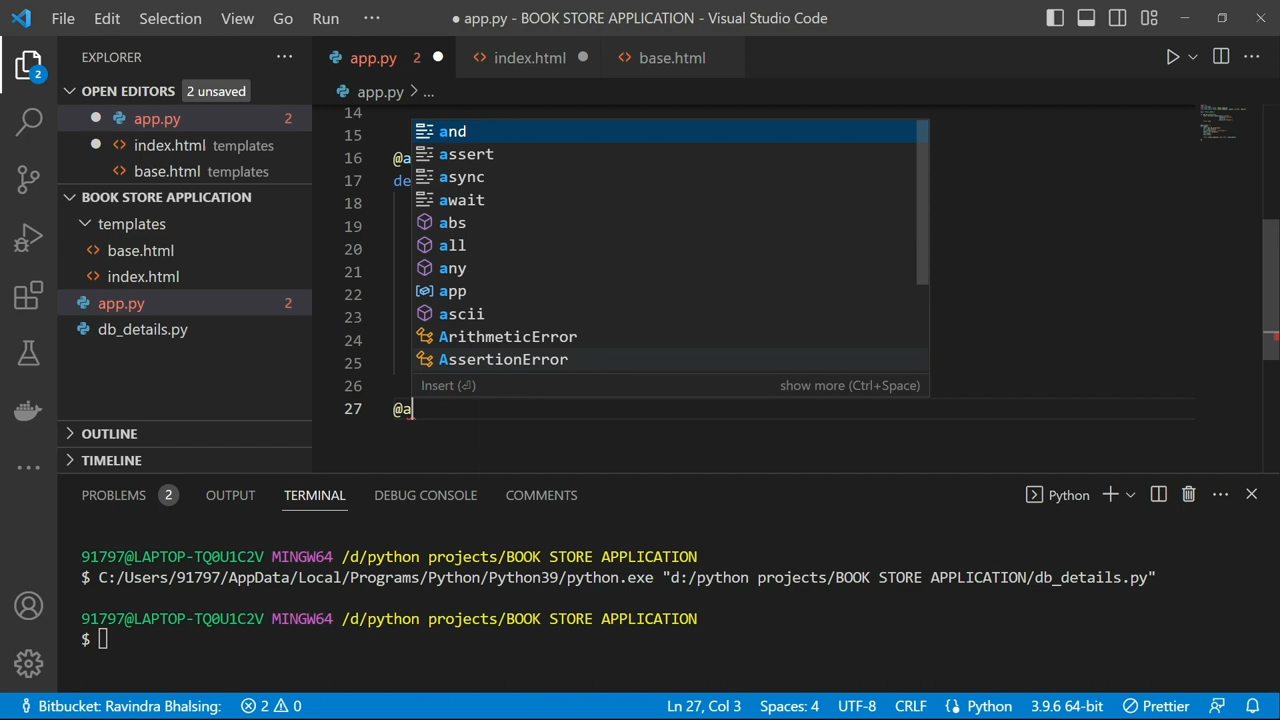 File Edit Selection View Go Run ··· ● app.py - BOOK STORE APPLICATION - Visual Studio Code
EXPLORER ···
2
OPEN EDITORS 2 unsaved
app.py 2
index.html templates
base.html templates
BOOK STORE APPLICATION
templates
base.html
index.html
app.py 2
db_details.py
OUTLINE
TIMELINE
app.py 2 index.html base.html
app.py > ...
14
15
16 @a
17 de
18
19
20
21
22
23
24
25
26
27 @a
and
assert
async
await
abs
all
any
app
ascii
ArithmeticError
AssertionError
Insert (⏎) show more (Ctrl+Space)
PROBLEMS 2 OUTPUT TERMINAL DEBUG CONSOLE COMMENTS Python
91797@LAPTOP-TQ0U1C2V MINGW64 /d/python projects/BOOK STORE APPLICATION
$ C:/Users/91797/AppData/Local/Programs/Python/Python39/python.exe "d:/python projects/BOOK STORE APPLICATION/db_details.py"
91797@LAPTOP-TQ0U1C2V MINGW64 /d/python projects/BOOK STORE APPLICATION
$
Bitbucket: Ravindra Bhalsing: 2 0 Ln 27, Col 3 Spaces: 4 UTF-8 CRLF Python 3.9.6 64-bit Prettier